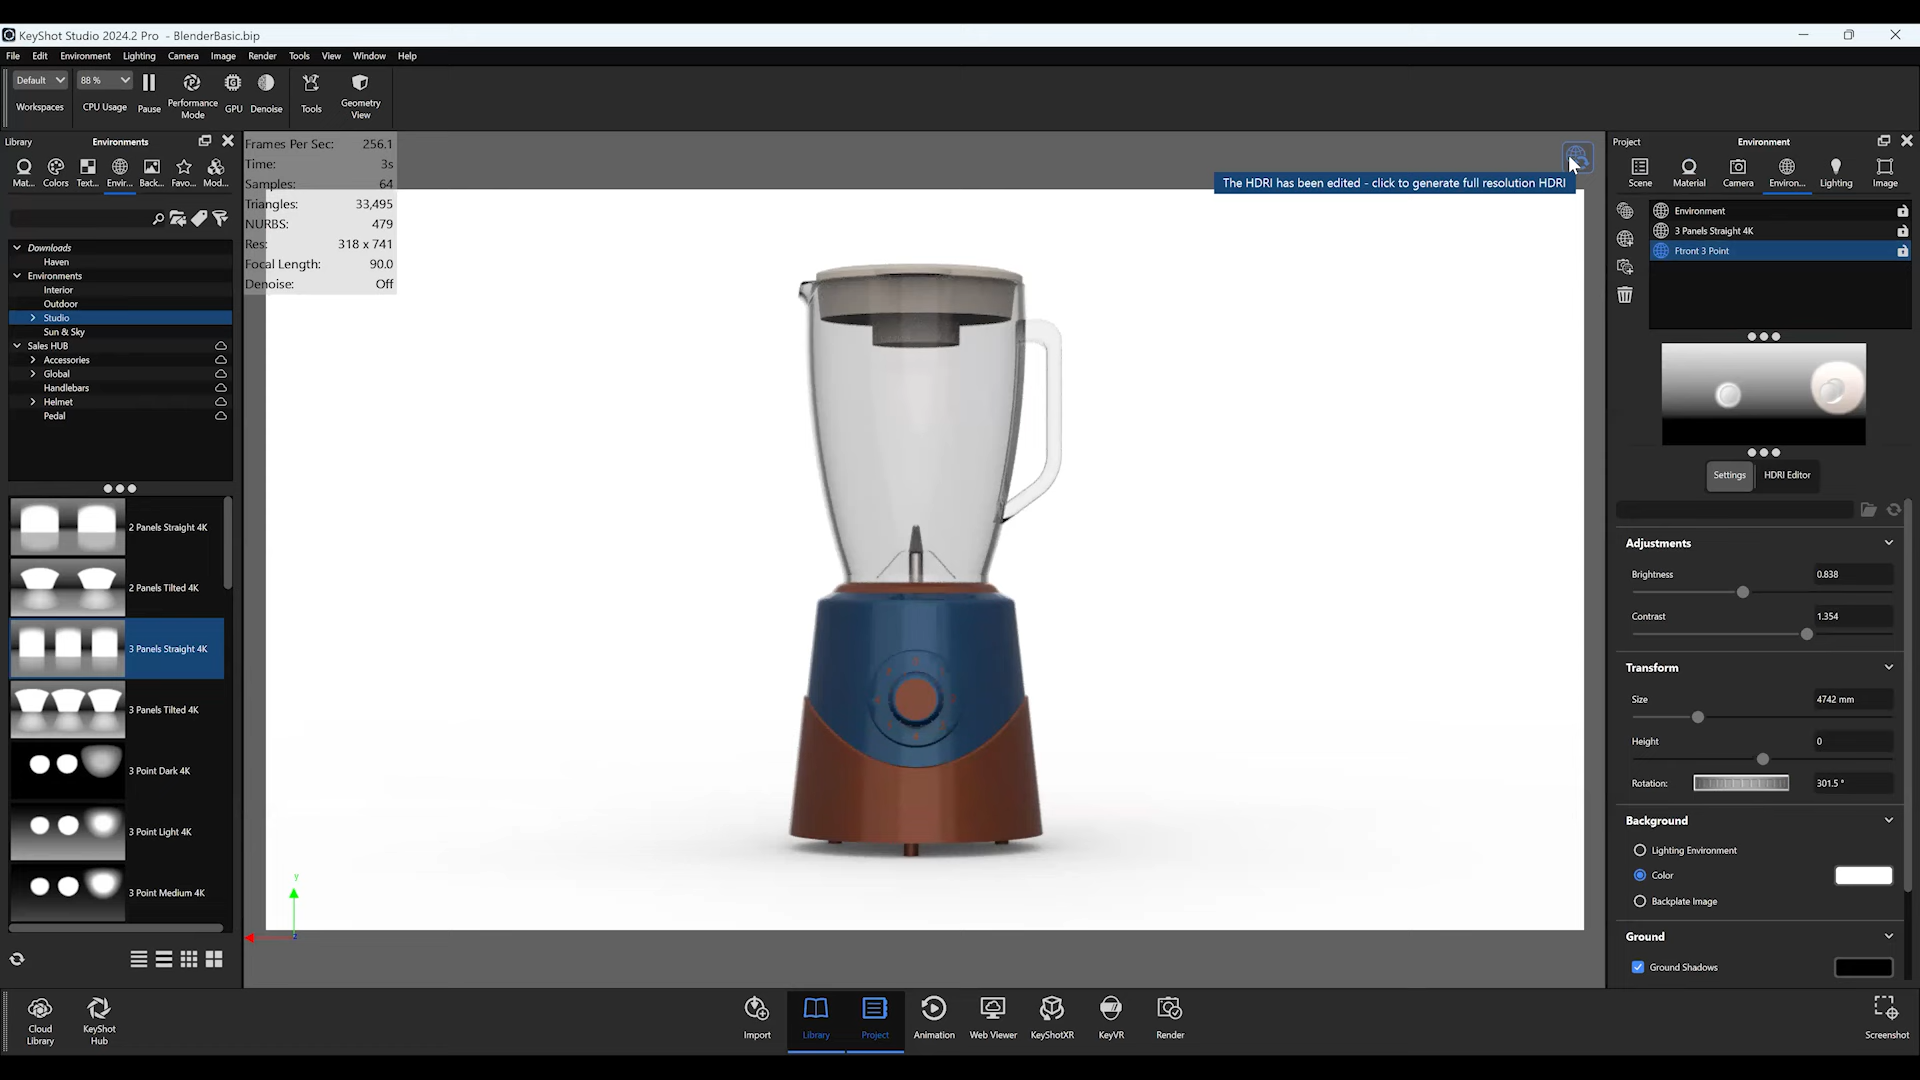 KeyShot Studio 2024.2 Pro - BlenderBasic.bip
File Edit Environment Lighting Camera Image Render Tools View Window Help
Default
Workspaces
88 %
CPU Usage
Pause
Performance
Mode
GPU
Denoise
Tools
Geometry
View
Library
Environments
Mat...
Colors
Text...
Envir...
Back...
Favo...
Mod...
Downloads
Haven
Environments
Interior
Outdoor
Studio
Sun & Sky
Sales HUB
Accessories
Global
Handlebars
Helmet
Pedal
2 Panels Straight 4K
2 Panels Tilted 4K
3 Panels Straight 4K
3 Panels Tilted 4K
3 Point Dark 4K
3 Point Light 4K
3 Point Medium 4K
Frames Per Sec: 256.1
Time: 3s
Samples: 64
Triangles: 33,495
NURBS: 479
Res: 318 x 741
Focal Length: 90.0
Denoise: Off
The HDRI has been edited - click to generate full resolution HDRI
y
z
Project
Environment
Scene
Material
Camera
Environ...
Lighting
Image
Environment
3 Panels Straight 4K
Ftront 3 Point
Settings
HDRI Editor
Adjustments
Brightness 0.838
Contrast 1.354
Transform
Size 4742 mm
Height 0
Rotation: 301.5 °
Background
Lighting Environment
Color
Backplate Image
Ground
Ground Shadows
Cloud
Library
KeyShot
Hub
Import
Library
Project
Animation
Web Viewer
KeyShotXR
KeyVR
Render
Screenshot